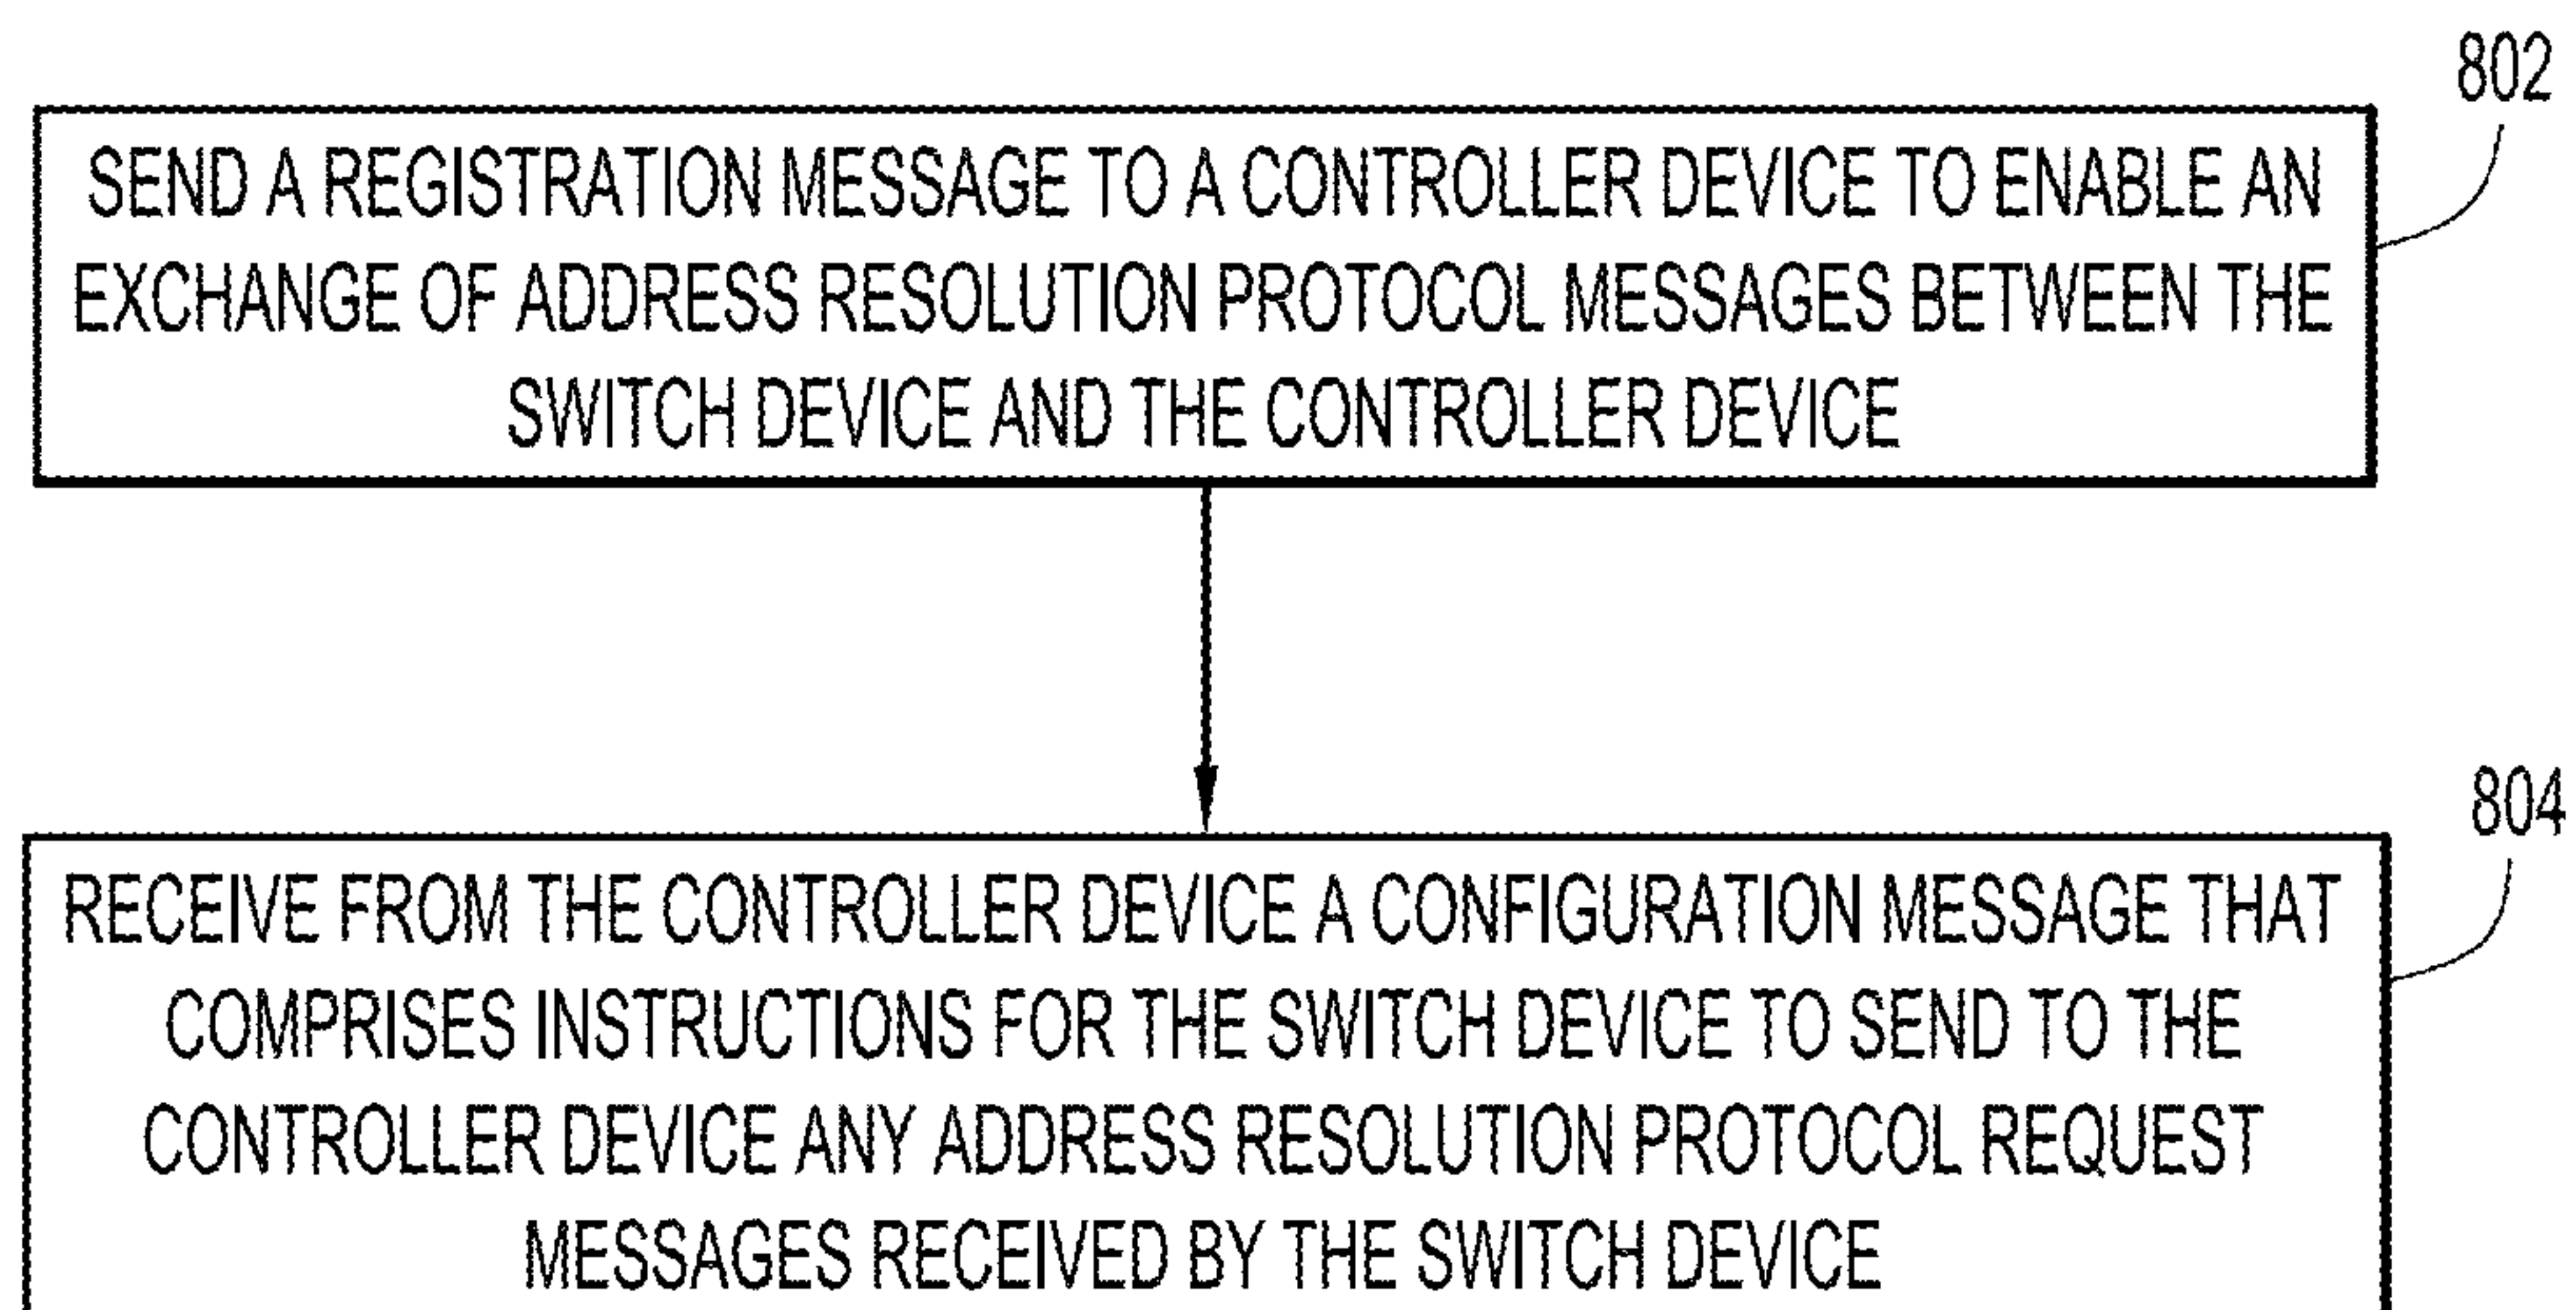 802
SEND A REGISTRATION MESSAGE TO A CONTROLLER DEVICE TO ENABLE AN
EXCHANGE OF ADDRESS RESOLUTION PROTOCOL MESSAGES BETWEEN THE
SWITCH DEVICE AND THE CONTROLLER DEVICE
804
RECEIVE FROM THE CONTROLLER DEVICE A CONFIGURATION MESSAGE THAT
COMPRISES INSTRUCTIONS FOR THE SWITCH DEVICE TO SEND TO THE
CONTROLLER DEVICE ANY ADDRESS RESOLUTION PROTOCOL REQUEST
MESSAGES RECEIVED BY THE SWITCH DEVICE